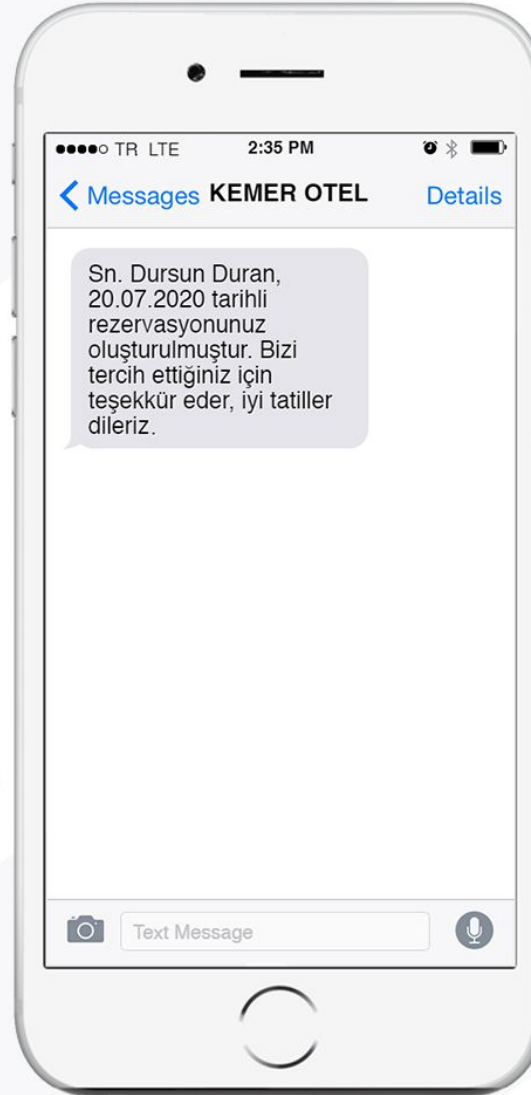 TR LTE 2:35 PM
Messages KEMER OTEL Details
Sn. Dursun Duran,
20.07.2020 tarihli
rezervasyonunuz
oluşturulmuştur. Bizi
tercih ettiğiniz için
teşekkür eder, iyi tatiller
dileriz.
Text Message